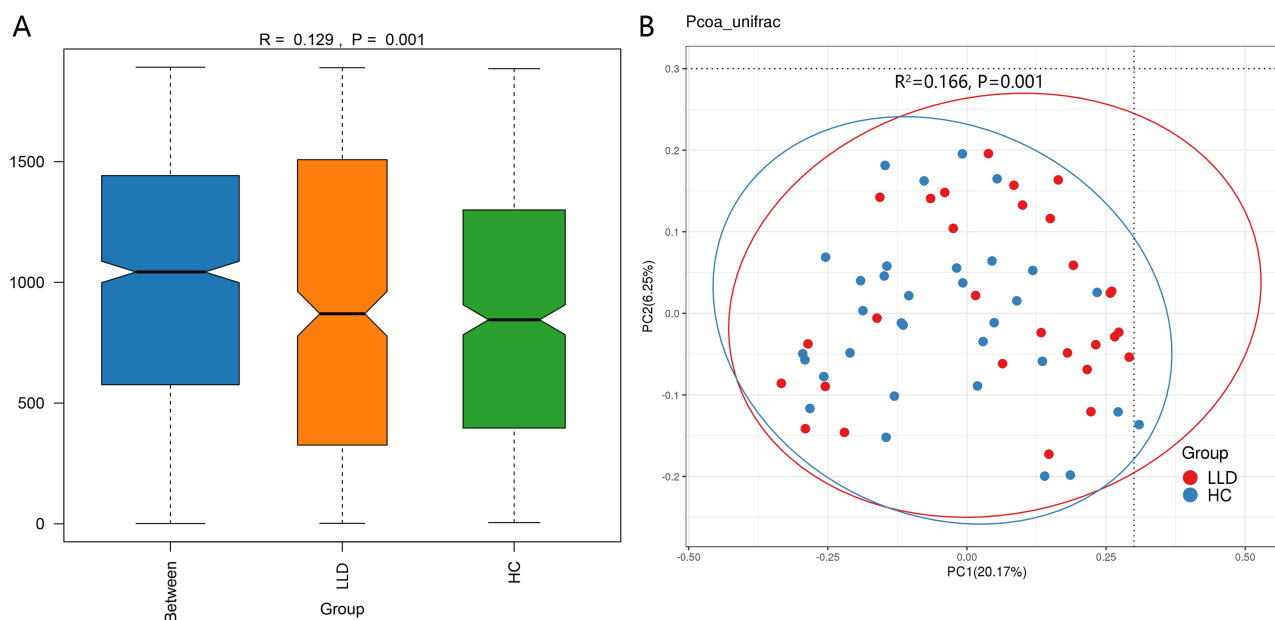 A
R = 0.129 , P = 0.001
1500
1000
500
0
Between
LLD
HC
Group
B
Pcoa_unifrac
R²=0.166, P=0.001
PC2(6.25%)
0.3
0.2
0.1
0.0
-0.1
-0.2
Group
LLD
HC
-0.50
-0.25
0.00
0.25
0.50
PC1(20.17%)